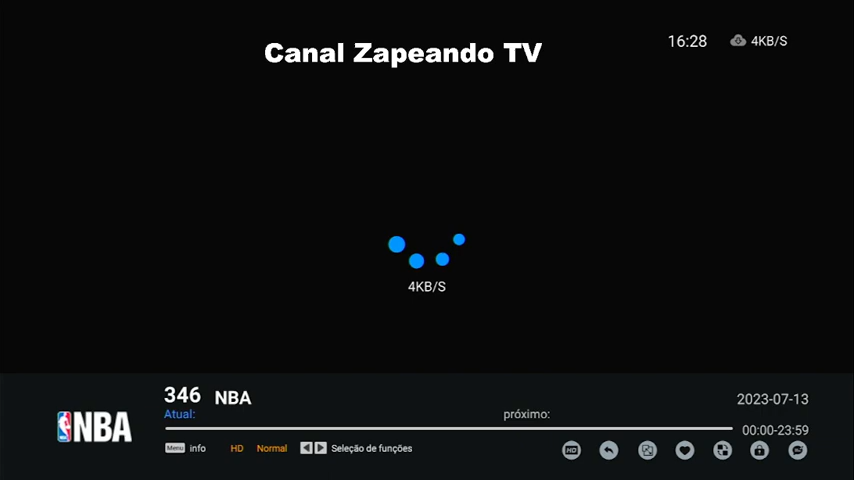 Canal Zapeando TV
16:28
4KB/S
4KB/S
346 NBA
2023-07-13
Atual:
próximo:
NBA
00:00-23:59
Menu info HD Normal Seleção de funções
HD